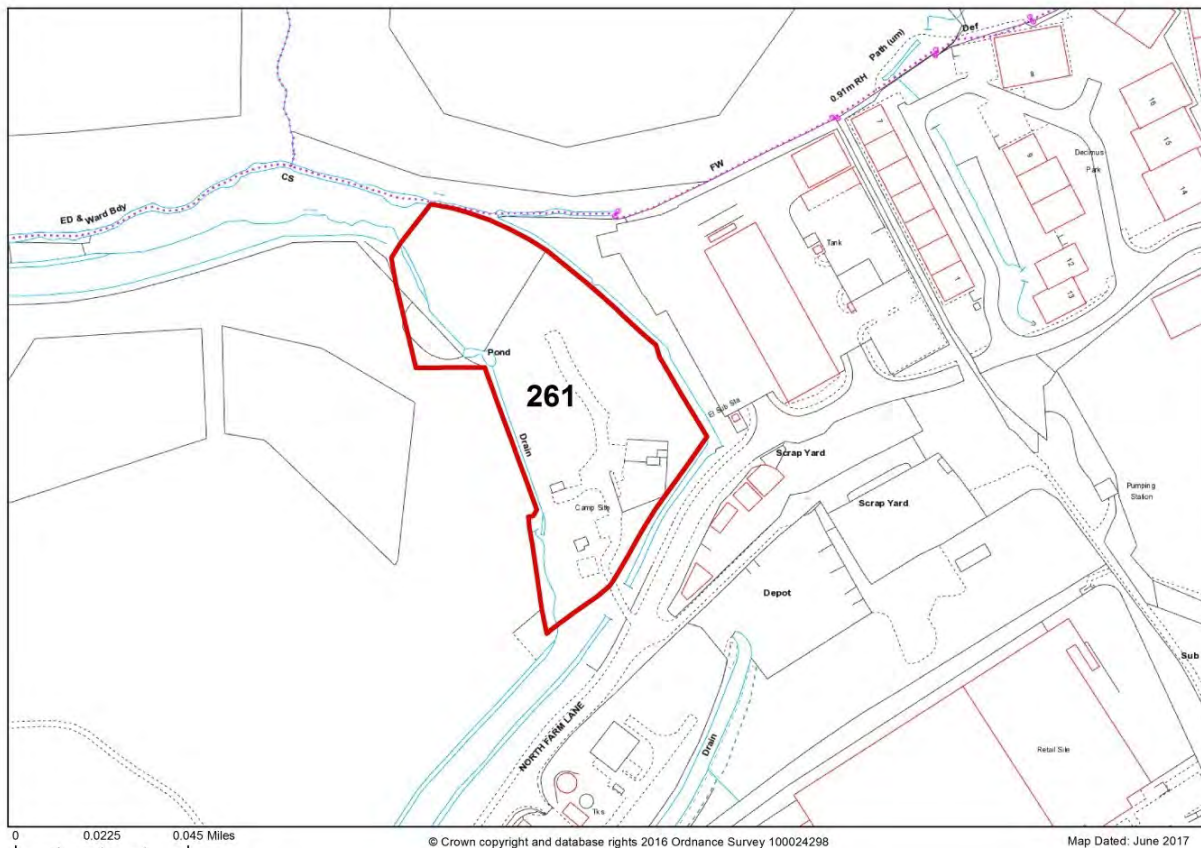 Def
Path (um)
0.91m RH
FW
CS
ED & Ward Bdy
8
7
9
16
15
14
Decimus
Park
Tank
1
12
13
Pond
261
El Sub Sta
Drain
Scrap Yard
Scrap Yard
Camp Site
Pumping
Station
Depot
Sub
NORTH FARM LANE
Drain
Retail Site
Tks
0 0.0225 0.045 Miles
© Crown copyright and database rights 2016 Ordnance Survey 100024298
Map Dated: June 2017